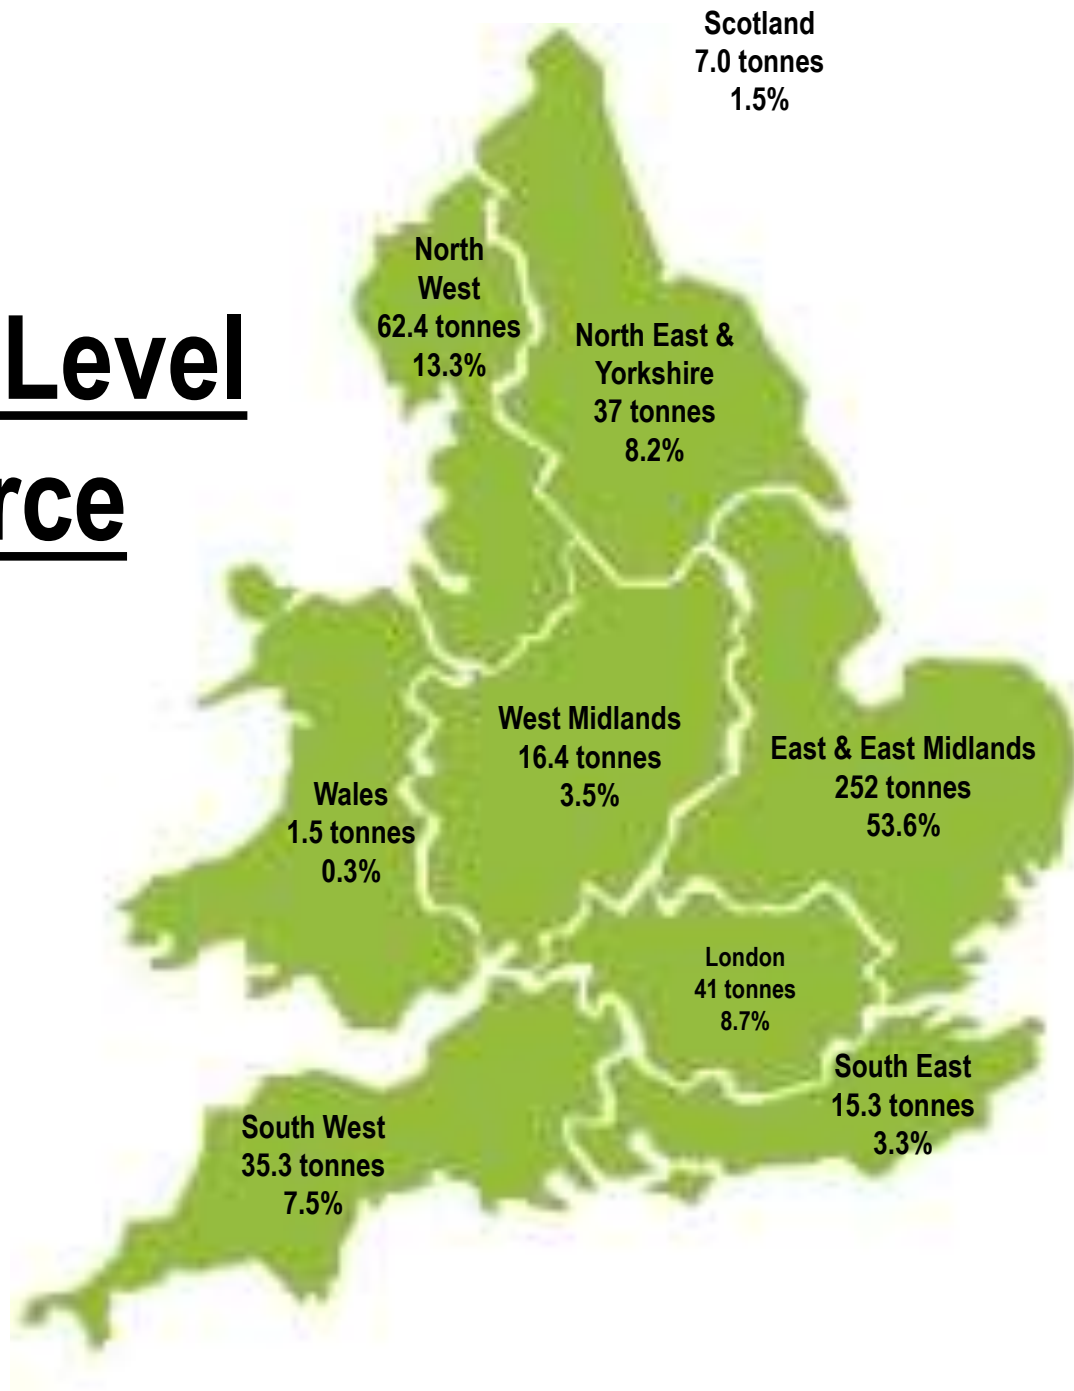 Scotland
7.0 tonnes
1.5%
North
West
62.4 tonnes
13.3%
North East &
Yorkshire
37 tonnes
8.2%
Level
rce
West Midlands
16.4 tonnes
3.5%
East & East Midlands
252 tonnes
53.6%
Wales
1.5 tonnes
0.3%
London
41 tonnes
8.7%
South East
15.3 tonnes
3.3%
South West
35.3 tonnes
7.5%